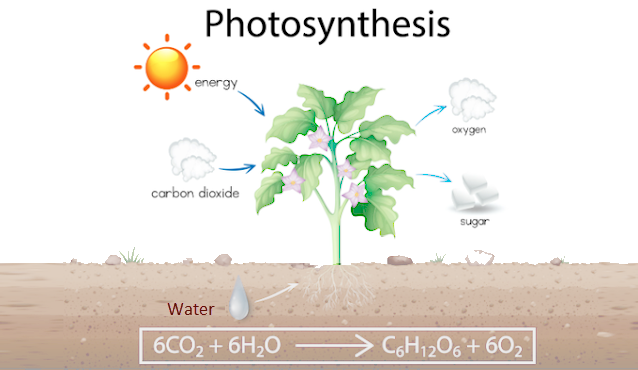 Photosynthesis
energy
oxygen
carbon dioxide
sugar
Water
6CO₂ + 6H₂O ⟶ C₆H₁₂O₆ + 6O₂